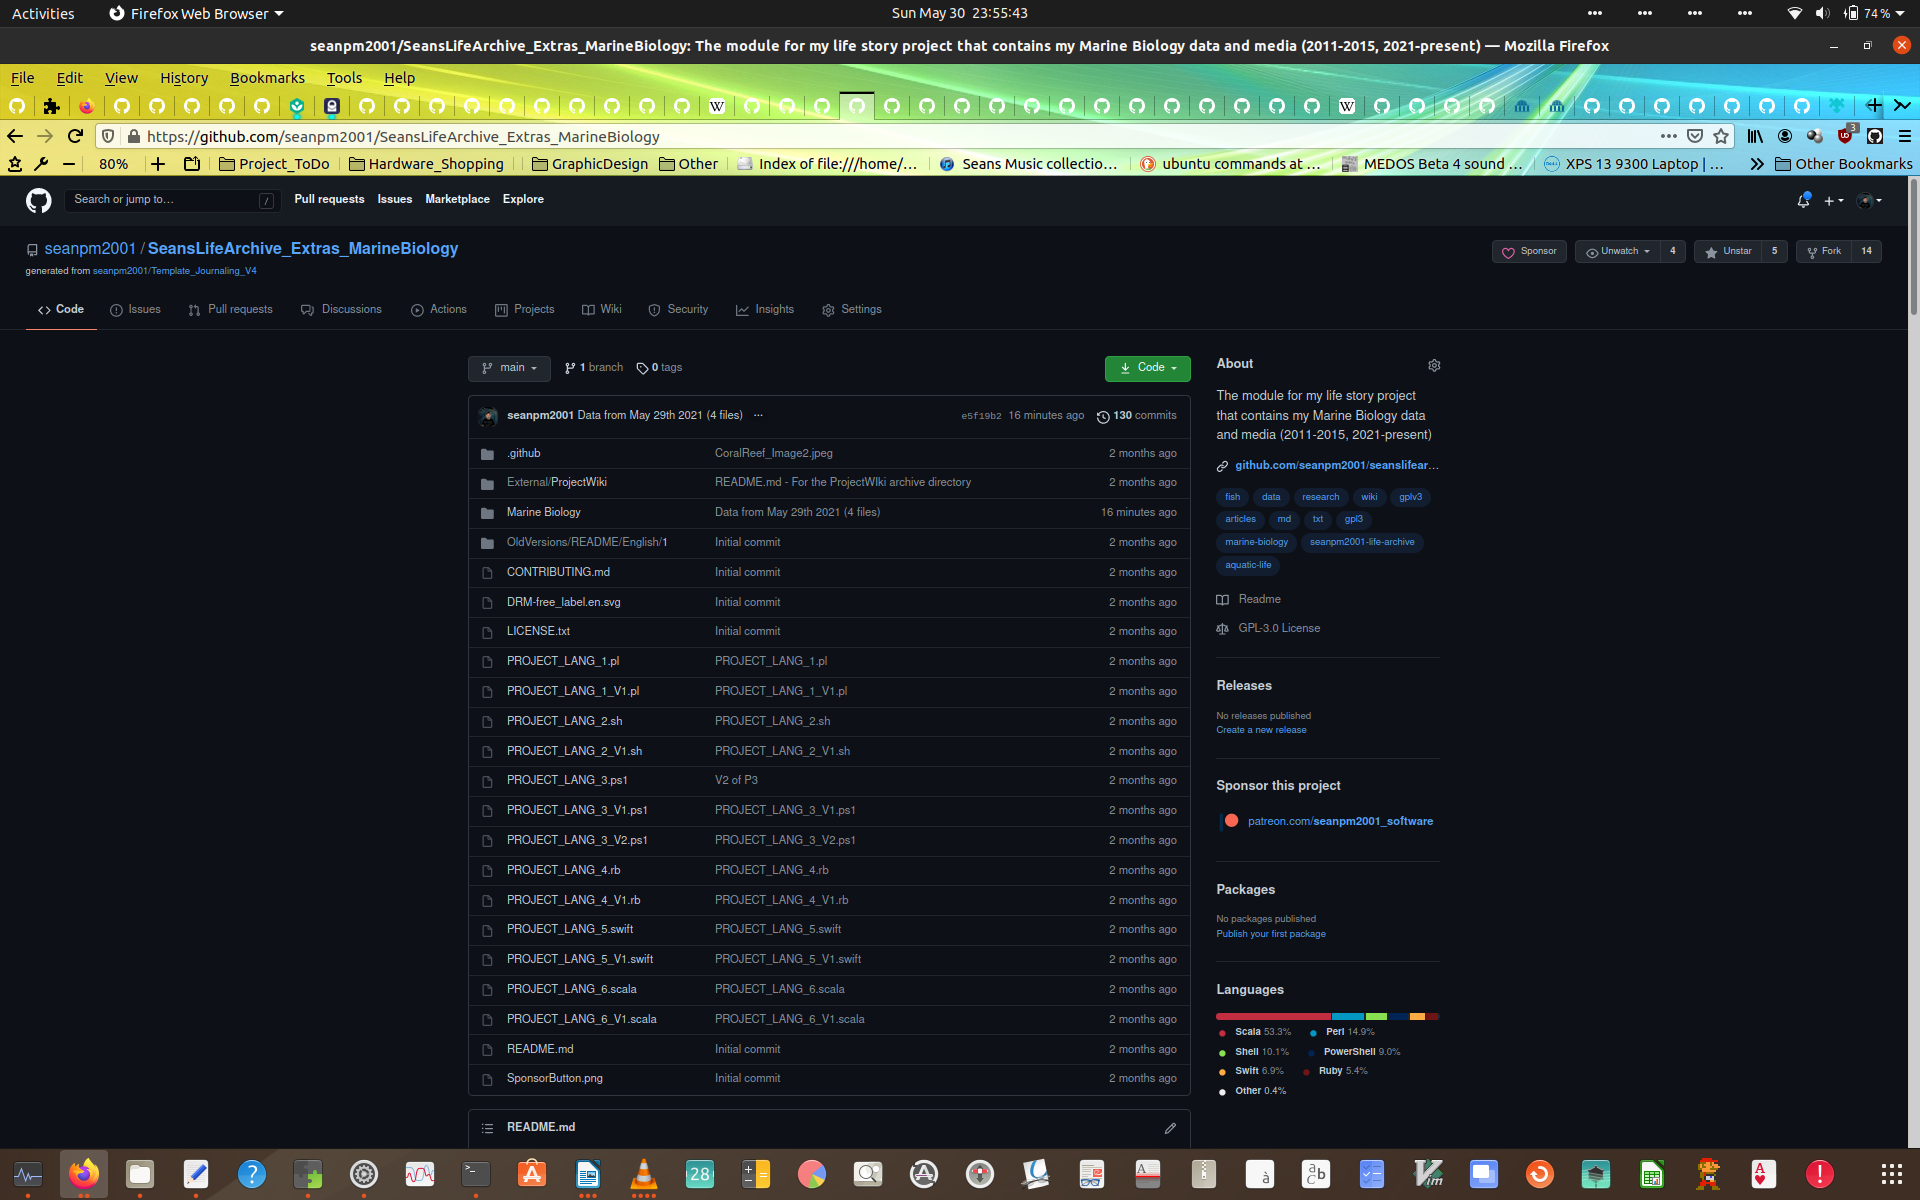 Activities Firefox Web Browser Sun May 30 23:55:43 74 %
seanpm2001/SeansLifeArchive_Extras_MarineBiology: The module for my life story project that contains my Marine Biology data and media (2011-2015, 2021-present) — Mozilla Firefox
File Edit View History Bookmarks Tools Help
https://github.com/seanpm2001/SeansLifeArchive_Extras_MarineBiology 3
80% Project_ToDo Hardware_Shopping GraphicDesign Other Index of file:///home/… Seans Music collectio… ubuntu commands at … MEDOS Beta 4 sound … XPS 13 9300 Laptop | … Other Bookmarks
Search or jump to… / Pull requests Issues Marketplace Explore
seanpm2001 / SeansLifeArchive_Extras_MarineBiology Sponsor Unwatch 4 Unstar 5 Fork 14
generated from seanpm2001/Template_Journaling_V4
Code Issues Pull requests Discussions Actions Projects Wiki Security Insights Settings
main 1 branch 0 tags Code
seanpm2001 Data from May 29th 2021 (4 files) ... e5f19b2 16 minutes ago 130 commits
.github CoralReef_Image2.jpeg 2 months ago
External/ProjectWiki README.md - For the ProjectWIki archive directory 2 months ago
Marine Biology Data from May 29th 2021 (4 files) 16 minutes ago
OldVersions/README/English/1 Initial commit 2 months ago
CONTRIBUTING.md Initial commit 2 months ago
DRM-free_label.en.svg Initial commit 2 months ago
LICENSE.txt Initial commit 2 months ago
PROJECT_LANG_1.pl PROJECT_LANG_1.pl 2 months ago
PROJECT_LANG_1_V1.pl PROJECT_LANG_1_V1.pl 2 months ago
PROJECT_LANG_2.sh PROJECT_LANG_2.sh 2 months ago
PROJECT_LANG_2_V1.sh PROJECT_LANG_2_V1.sh 2 months ago
PROJECT_LANG_3.ps1 V2 of P3 2 months ago
PROJECT_LANG_3_V1.ps1 PROJECT_LANG_3_V1.ps1 2 months ago
PROJECT_LANG_3_V2.ps1 PROJECT_LANG_3_V2.ps1 2 months ago
PROJECT_LANG_4.rb PROJECT_LANG_4.rb 2 months ago
PROJECT_LANG_4_V1.rb PROJECT_LANG_4_V1.rb 2 months ago
PROJECT_LANG_5.swift PROJECT_LANG_5.swift 2 months ago
PROJECT_LANG_5_V1.swift PROJECT_LANG_5_V1.swift 2 months ago
PROJECT_LANG_6.scala PROJECT_LANG_6.scala 2 months ago
PROJECT_LANG_6_V1.scala PROJECT_LANG_6_V1.scala 2 months ago
README.md Initial commit 2 months ago
SponsorButton.png Initial commit 2 months ago
README.md
About
The module for my life story project
that contains my Marine Biology data
and media (2011-2015, 2021-present)
github.com/seanpm2001/seanslifear…
fish data research wiki gplv3
articles md txt gpl3
marine-biology seanpm2001-life-archive
aquatic-life
Readme
GPL-3.0 License
Releases
No releases published
Create a new release
Sponsor this project
patreon.com/seanpm2001_software
Packages
No packages published
Publish your first package
Languages
Scala 53.3% Perl 14.9%
Shell 10.1% PowerShell 9.0%
Swift 6.9% Ruby 5.4%
Other 0.4%
28